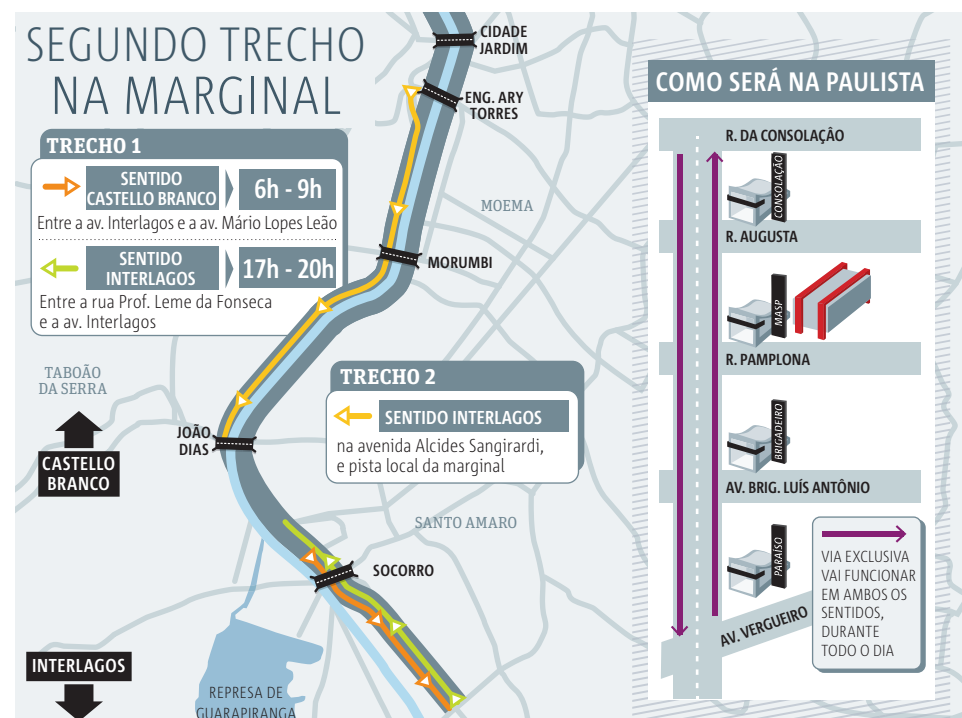 SEGUNDO TRECHO
NA MARGINAL
TRECHO 1
SENTIDO
CASTELLO BRANCO
6h - 9h
Entre a av. Interlagos e a av. Mário Lopes Leão
SENTIDO
INTERLAGOS
17h - 20h
Entre a rua Prof. Leme da Fonseca
e a av. Interlagos
CIDADE
JARDIM
ENG. ARY
TORRES
MOEMA
MORUMBI
TABOÃO
DA SERRA
CASTELLO
BRANCO
JOÃO
DIAS
TRECHO 2
SENTIDO INTERLAGOS
na avenida Alcides Sangirardi,
e pista local da marginal
SANTO AMARO
SOCORRO
INTERLAGOS
REPRESA DE
GUARAPIRANGA
COMO SERÁ NA PAULISTA
R. DA CONSOLAÇÂO
CONSOLAÇÃO
R. AUGUSTA
MASP
R. PAMPLONA
BRIGADEIRO
AV. BRIG. LUÍS ANTÔNIO
PARAÍSO
AV. VERGUEIRO
VIA EXCLUSIVA
VAI FUNCIONAR
EM AMBOS OS
SENTIDOS,
DURANTE
TODO O DIA